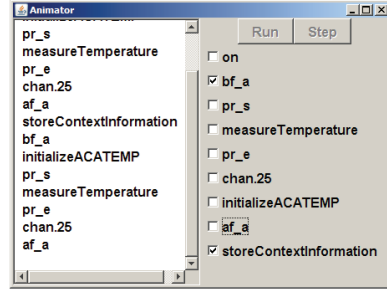 Animator
initializeACATEMP
pr_s
measureTemperature
pr_e
chan.25
af_a
storeContextInformation
bf_a
initializeACATEMP
pr_s
measureTemperature
pr_e
chan.25
af_a
Run
Step
on
bf_a
pr_s
measureTemperature
pr_e
chan.25
initializeACATEMP
af_a
storeContextInformation